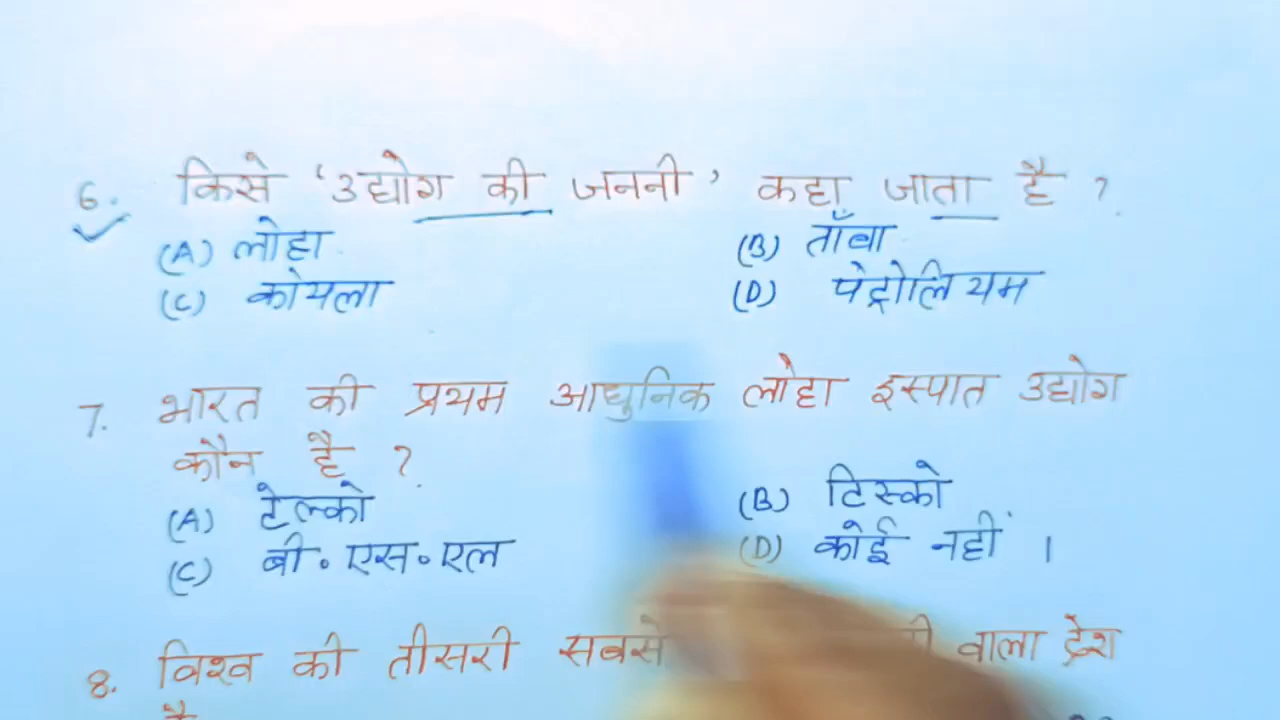 6. किसे 'उद्योग की जननी' कहा जाता है ?
(A) लोहा (B) ताँबा
(C) कोयला (D) पेट्रोलियम
7. भारत की प्रथम आधुनिक लोहा इस्पात उद्योग
कौन है ?
(A) टेल्को (B) टिस्को
(C) बी॰एस॰एल (D) कोई नहीं ।
8. विश्व की तीसरी सबसे वाला देश